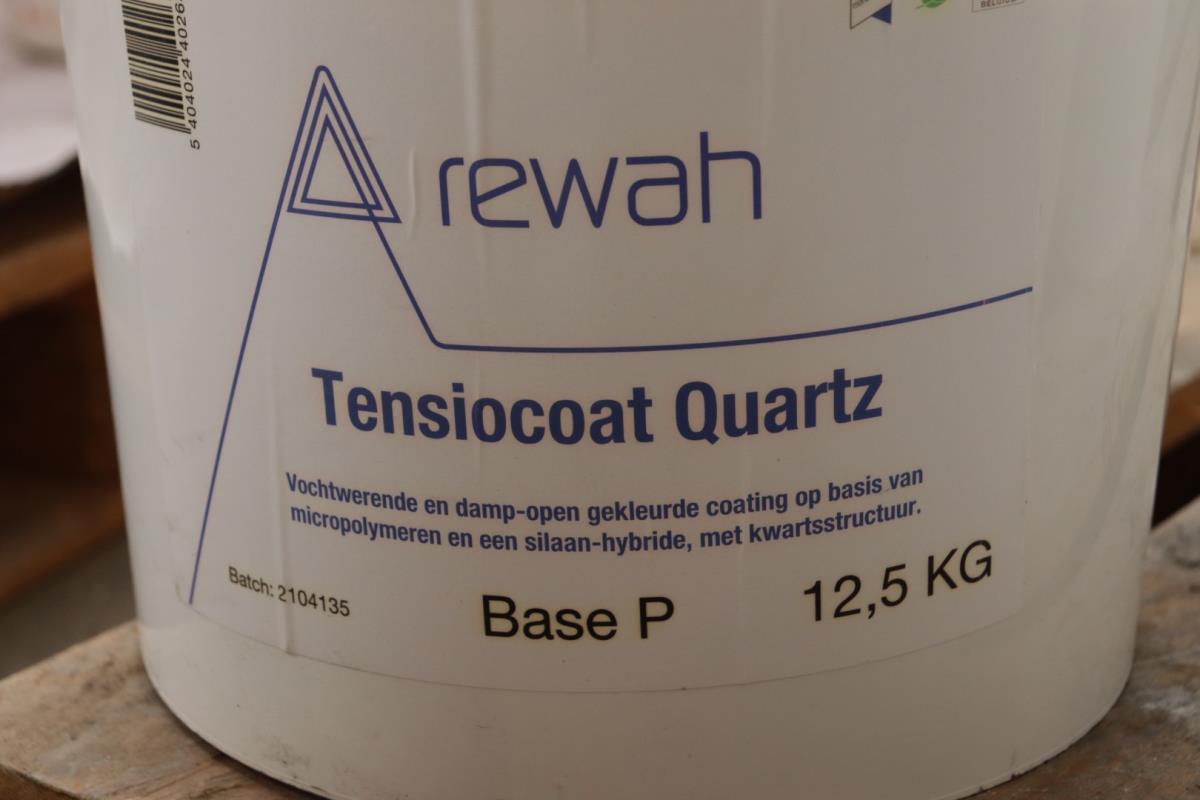 5 404024 4026
BELGIUM
rewah
Tensiocoat Quartz
Vochtwerende en damp-open gekleurde coating op basis van
micropolymeren en een silaan-hybride, met kwartsstructuur.
Batch: 2104135
Base P
12,5 KG